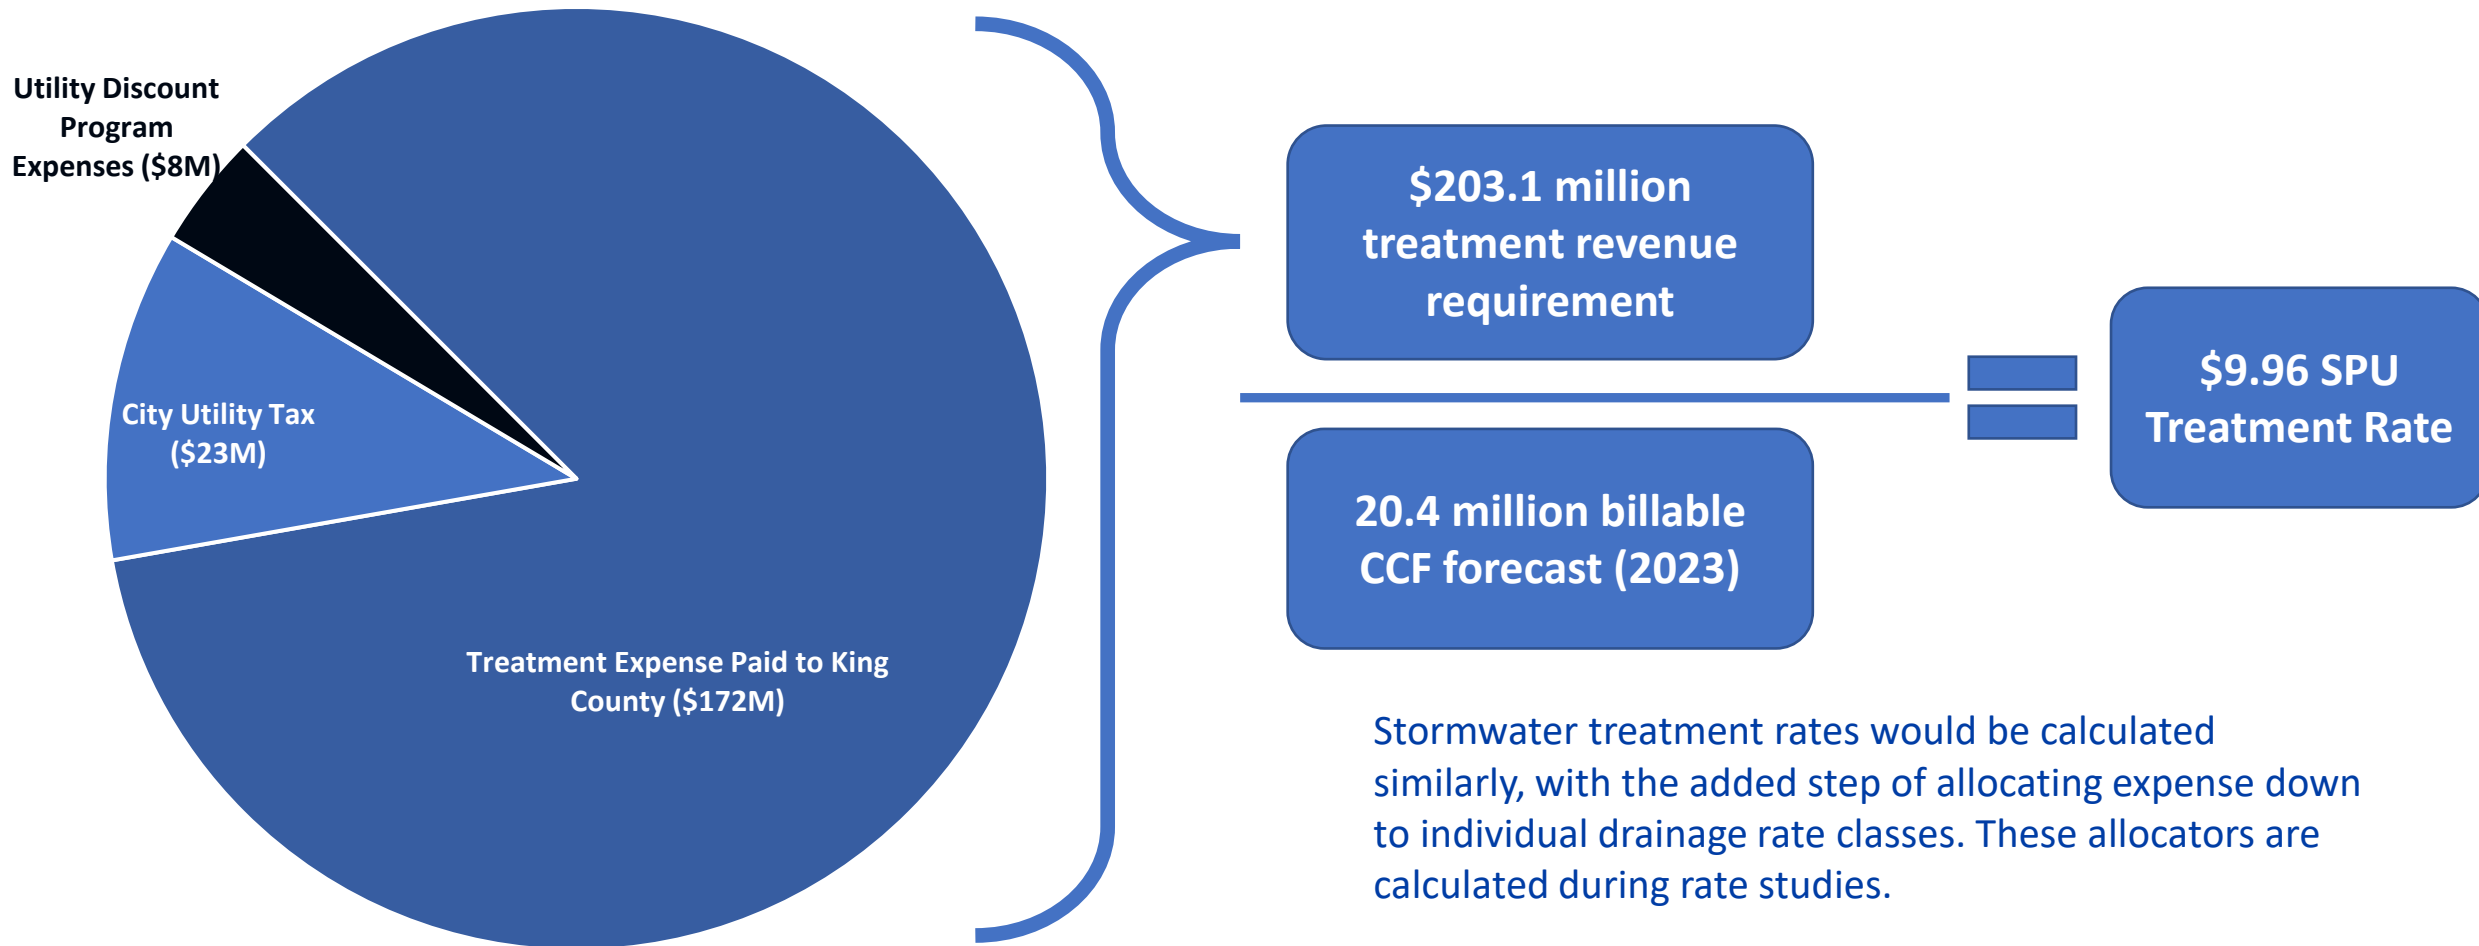 Utility Discount
Program
Expenses ($8M)
City Utility Tax
($23M)
Treatment Expense Paid to King
County ($172M)
$203.1 million
treatment revenue
requirement
20.4 million billable
CCF forecast (2023)
$9.96 SPU
Treatment Rate
Stormwater treatment rates would be calculated
similarly, with the added step of allocating expense down
to individual drainage rate classes. These allocators are
calculated during rate studies.